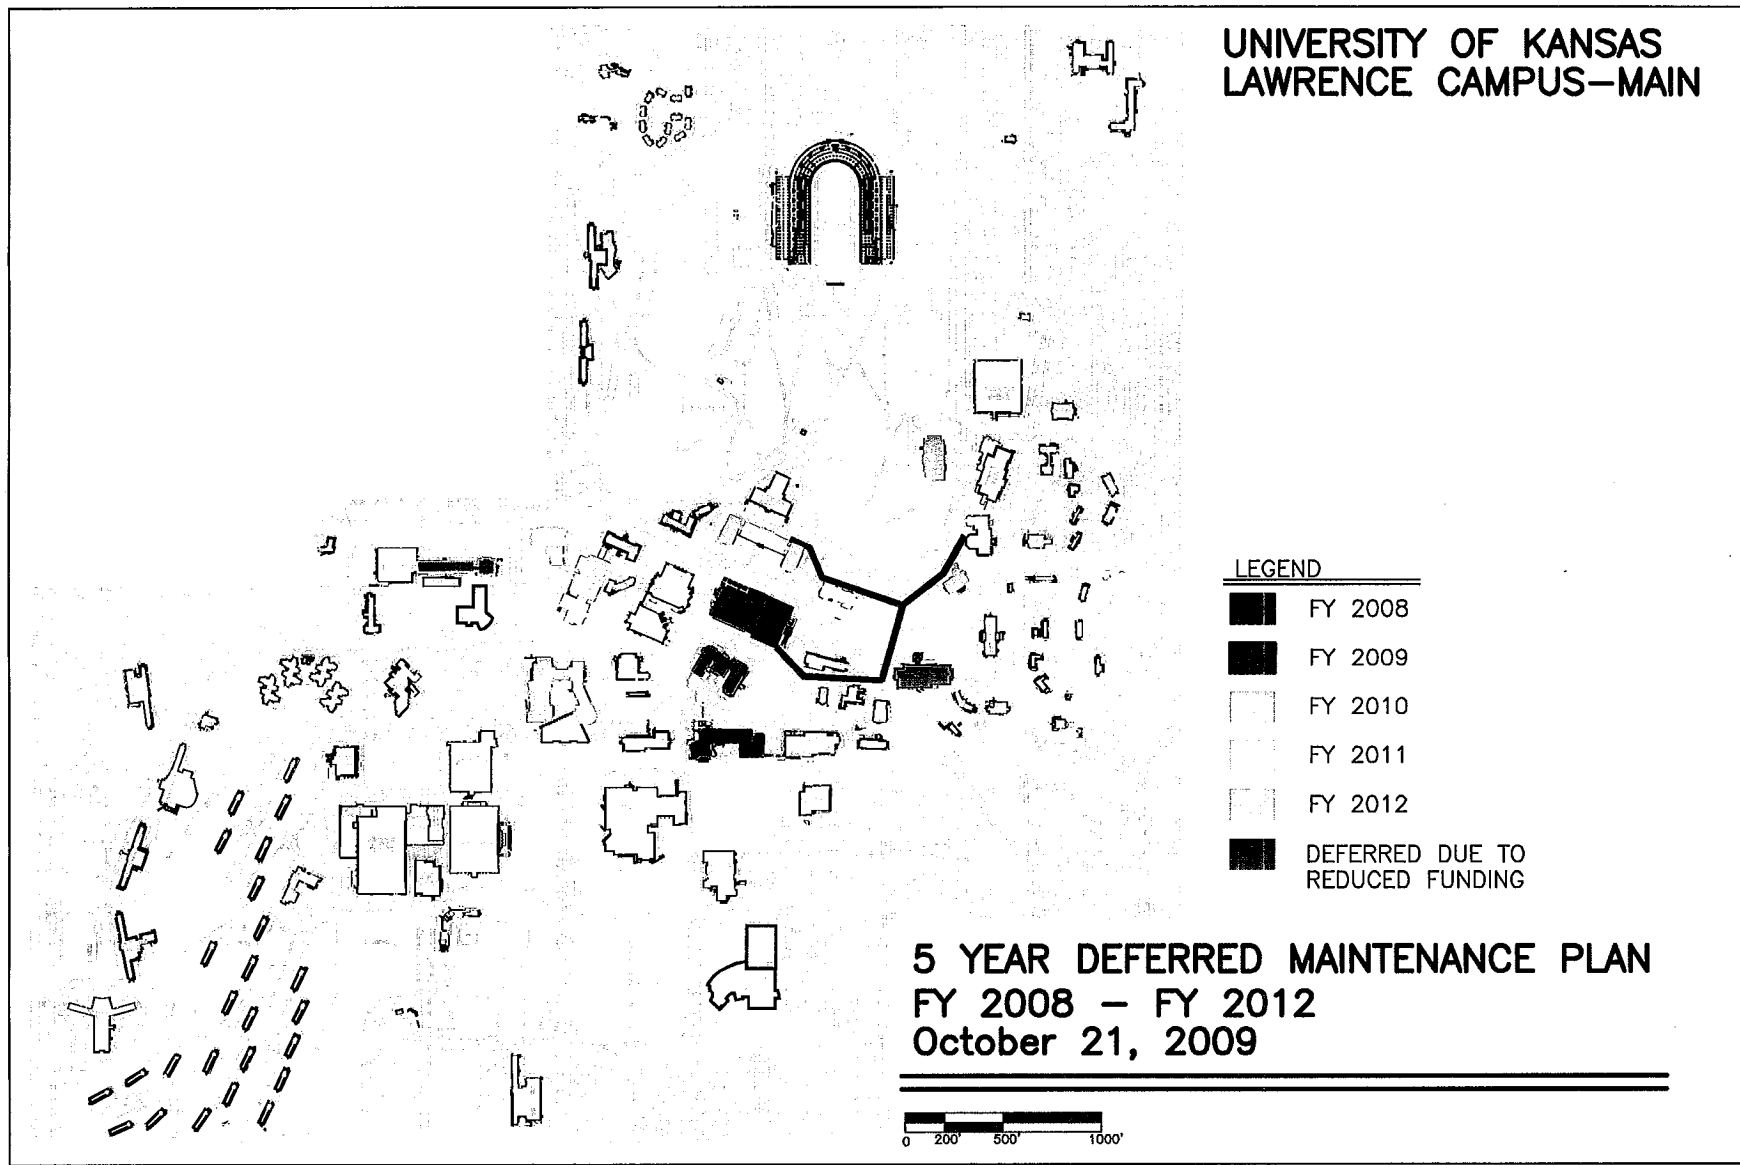 UNIVERSITY OF KANSAS
LAWRENCE CAMPUS–MAIN
LEGEND
FY 2008
FY 2009
FY 2010
FY 2011
FY 2012
DEFERRED DUE TO
REDUCED FUNDING
5 YEAR DEFERRED MAINTENANCE PLAN
FY 2008 – FY 2012
October 21, 2009
0 200' 500' 1000'